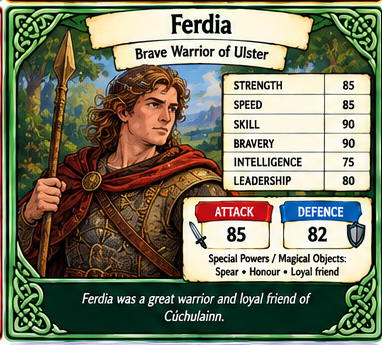 Ferdia
Brave Warrior of Ulster
STRENGTH 85
SPEED 85
SKILL 90
BRAVERY 90
INTELLIGENCE 75
LEADERSHIP 80
ATTACK DEFENCE
85 82
Special Powers / Magical Objects:
Spear • Honour • Loyal friend
Ferdia was a great warrior and loyal friend of
Cúchulainn.